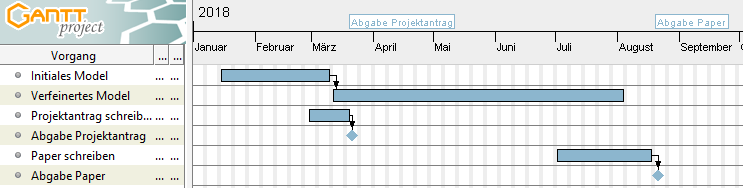 GANTT
project
2018
Abgabe Projektantrag Abgabe Paper
Januar Februar März April Mai Juni Juli August September
Vorgang ... ...
Initiales Model ... ...
Verfeinertes Model ... ...
Projektantrag schreib... ... ...
Abgabe Projektantrag ... ...
Paper schreiben ... ...
Abgabe Paper ... ...